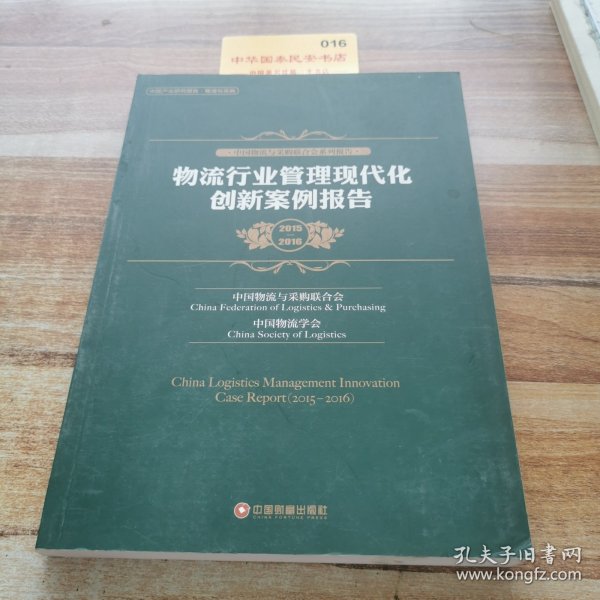 016
中华国泰民安书店
·中国物流与采购联合会系列报告·
物流行业管理现代化
创新案例报告
2015
2016
中国物流与采购联合会
China Federation of Logistics & Purchasing
中国物流学会
China Society of Logistics
China Logistics Management Innovation
Case Report(2015-2016)
中国财富出版社
CHINA FORTUNE PRESS
孔夫子旧书网
www.kongfz.com